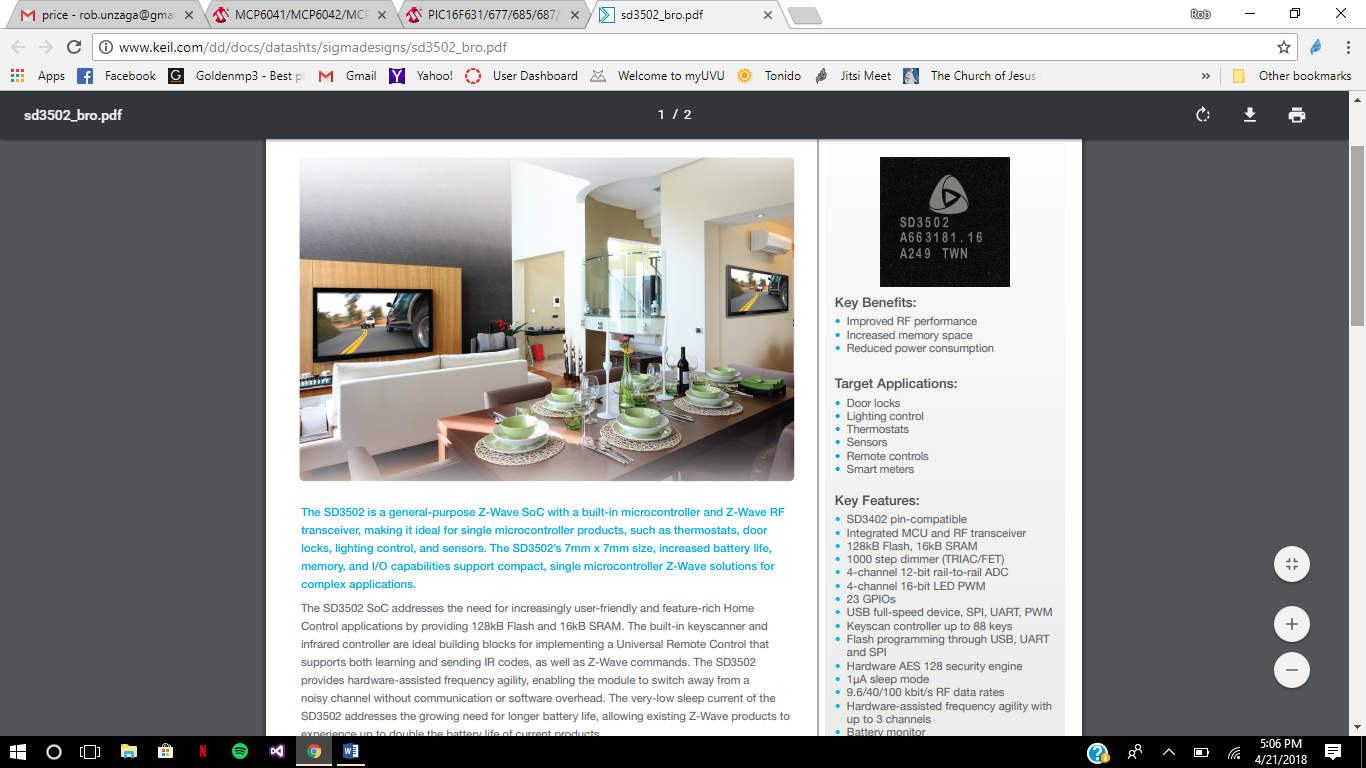 price - rob.unzaga@gma
MCP6041/MCP6042/MCP
PIC16F631/677/685/687/
sd3502_bro.pdf
Rob
www.keil.com/dd/docs/datashts/sigmadesigns/sd3502_bro.pdf
Apps
Facebook
Goldenmp3 - Best p
Gmail
Yahoo!
User Dashboard
Welcome to myUVU
Tonido
Jitsi Meet
The Church of Jesus
»
Other bookmarks
sd3502_bro.pdf
1 / 2
The SD3502 is a general-purpose Z-Wave SoC with a built-in microcontroller and Z-Wave RF
transceiver, making it ideal for single microcontroller products, such as thermostats, door
locks, lighting control, and sensors. The SD3502's 7mm x 7mm size, increased battery life,
memory, and I/O capabilities support compact, single microcontroller Z-Wave solutions for
complex applications.
The SD3502 SoC addresses the need for increasingly user-friendly and feature-rich Home
Control applications by providing 128kB Flash and 16kB SRAM. The built-in keyscanner and
infrared controller are ideal building blocks for implementing a Universal Remote Control that
supports both learning and sending IR codes, as well as Z-Wave commands. The SD3502
provides hardware-assisted frequency agility, enabling the module to switch away from a
noisy channel without communication or software overhead. The very-low sleep current of the
SD3502 addresses the growing need for longer battery life, allowing existing Z-Wave products to
experience up to double the battery life of current products.
SD3502
A663181.16
A249 TWN
Key Benefits:
• Improved RF performance
• Increased memory space
• Reduced power consumption
Target Applications:
• Door locks
• Lighting control
• Thermostats
• Sensors
• Remote controls
• Smart meters
Key Features:
• SD3402 pin-compatible
• Integrated MCU and RF transceiver
• 128kB Flash, 16kB SRAM
• 1000 step dimmer (TRIAC/FET)
• 4-channel 12-bit rail-to-rail ADC
• 4-channel 16-bit LED PWM
• 23 GPIOs
• USB full-speed device, SPI, UART, PWM
• Keyscan controller up to 88 keys
• Flash programming through USB, UART
and SPI
• Hardware AES 128 security engine
• 1µA sleep mode
• 9.6/40/100 kbit/s RF data rates
• Hardware-assisted frequency agility with
up to 3 channels
• Battery monitor
5:06 PM
4/21/2018